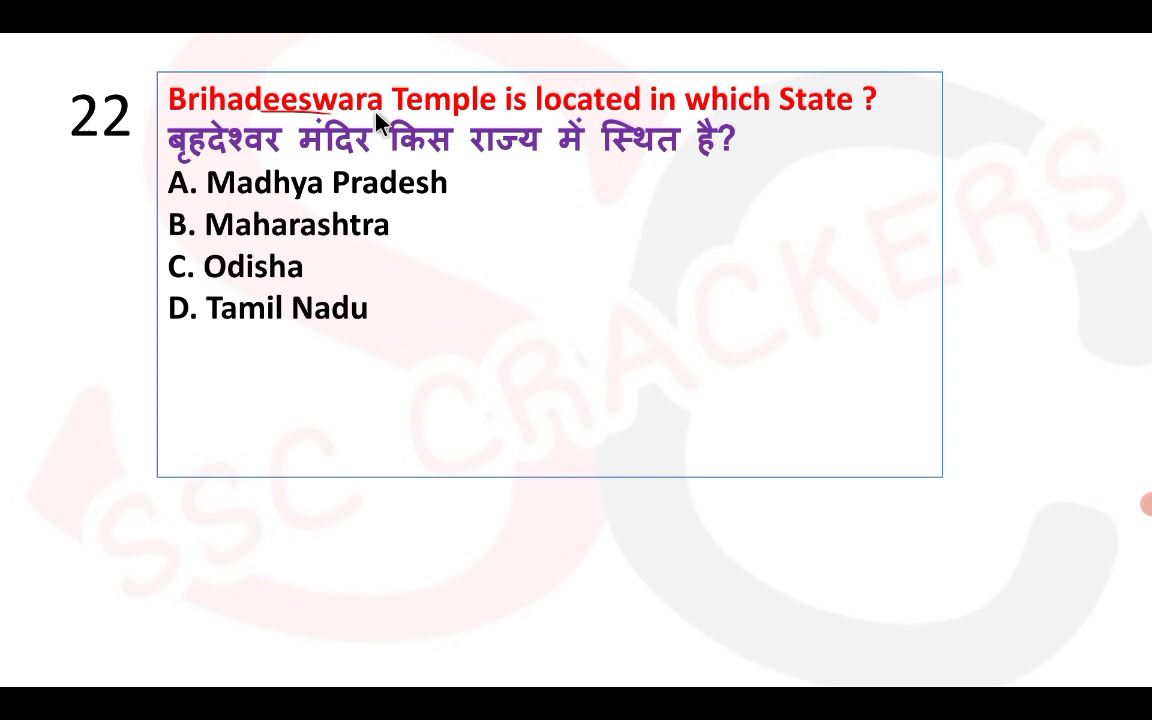 22
Brihadeeswara Temple is located in which State ?
बृहदेश्वर मंदिर किस राज्य में स्थित है?
A. Madhya Pradesh
B. Maharashtra
C. Odisha
D. Tamil Nadu
SSC CRACKERS